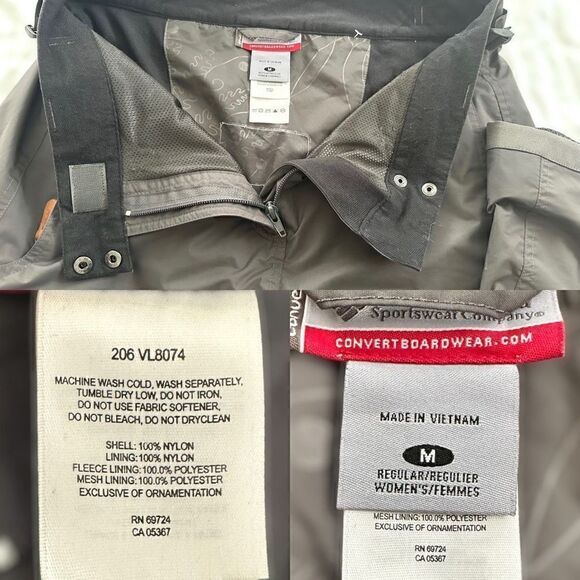 CONVERTBOARDWEAR.COM
M
206 VL8074
MACHINE WASH COLD, WASH SEPARATELY,
TUMBLE DRY LOW, DO NOT IRON,
DO NOT USE FABRIC SOFTENER,
DO NOT BLEACH, DO NOT DRYCLEAN
SHELL: 100% NYLON
LINING: 100% NYLON
FLEECE LINING: 100.0% POLYESTER
MESH LINING: 100.0% POLYESTER
EXCLUSIVE OF ORNAMENTATION
RN 69724
CA 05367
Sportswear Company®
CONVERTBOARDWEAR.COM
MADE IN VIETNAM
M
REGULAR/REGULIER
WOMEN'S/FEMMES
MESH LINING: 100.0% POLYESTER
EXCLUSIVE OF ORNAMENTATION
RN 69724
CA 05367